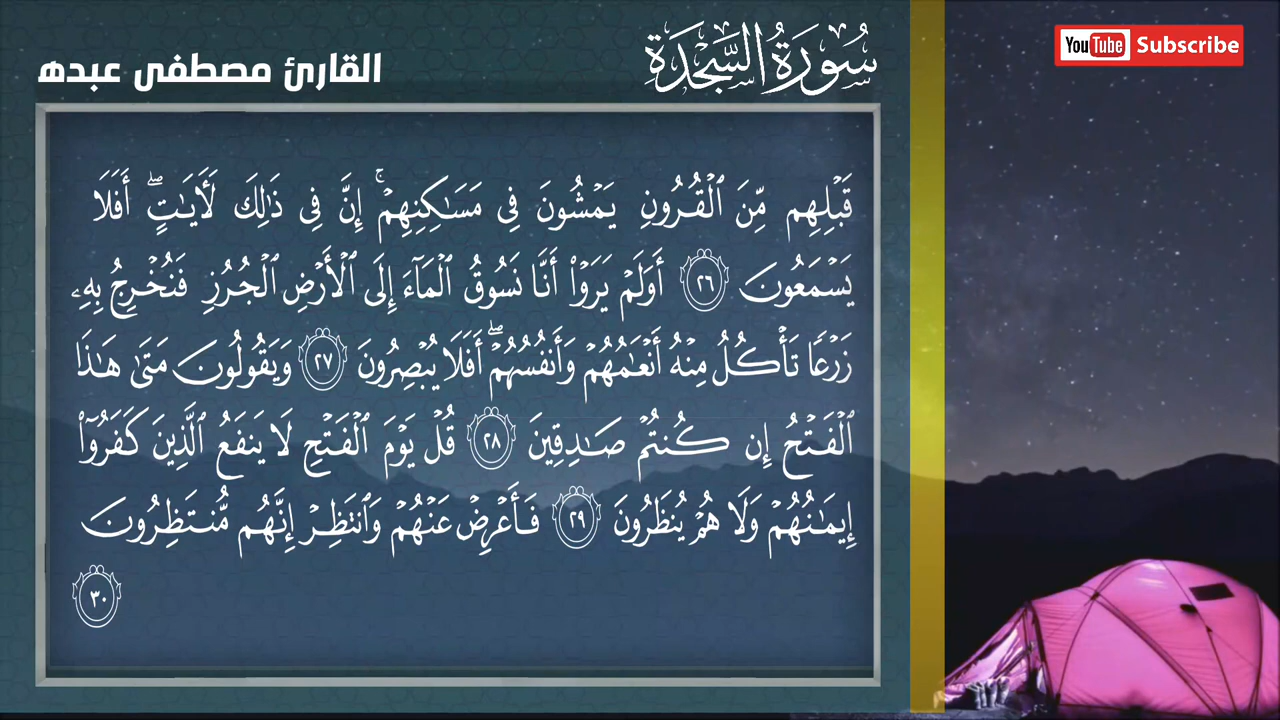 سُورَةُ السَّجْدَةِ
القارئ مصطفى عبده
YouTube Subscribe
قَبْلِهِم مِّنَ ٱلْقُرُونِ يَمْشُونَ فِى مَسَٰكِنِهِمْ ۚ إِنَّ فِى ذَٰلِكَ لَـَٔايَٰتٍ ۖ أَفَلَا
يَسْمَعُونَ ٢٦ أَوَلَمْ يَرَوْا۟ أَنَّا نَسُوقُ ٱلْمَآءَ إِلَى ٱلْأَرْضِ ٱلْجُرُزِ فَنُخْرِجُ بِهِۦ
زَرْعًا تَأْكُلُ مِنْهُ أَنْعَٰمُهُمْ وَأَنفُسُهُمْ ۖ أَفَلَا يُبْصِرُونَ ٢٧ وَيَقُولُونَ مَتَىٰ هَٰذَا
ٱلْفَتْحُ إِن كُنتُمْ صَٰدِقِينَ ٢٨ قُلْ يَوْمَ ٱلْفَتْحِ لَا يَنفَعُ ٱلَّذِينَ كَفَرُوٓا۟
إِيمَٰنُهُمْ وَلَا هُمْ يُنظَرُونَ ٢٩ فَأَعْرِضْ عَنْهُمْ وَٱنتَظِرْ إِنَّهُم مُّنتَظِرُونَ
٣٠